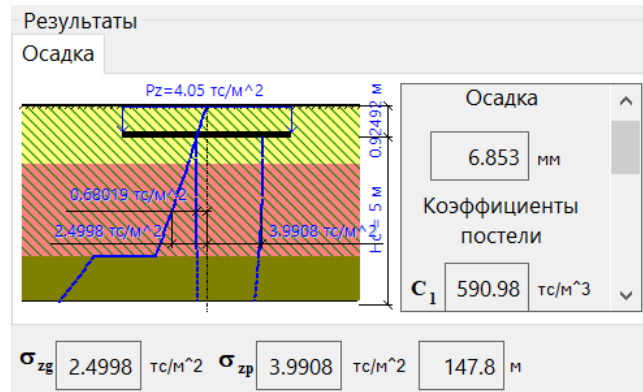 Результаты
Осадка
Pz=4.05 тс/м^2
0.92492 м
0.68019 тс/м^2
2.4998 тс/м^2
3.9908 тс/м^2
Hc= 5 м
Осадка
6.853 мм
Коэффициенты
постели
C1 590.98 тс/м^3
σzg 2.4998 тс/м^2 σzp 3.9908 тс/м^2 147.8 м